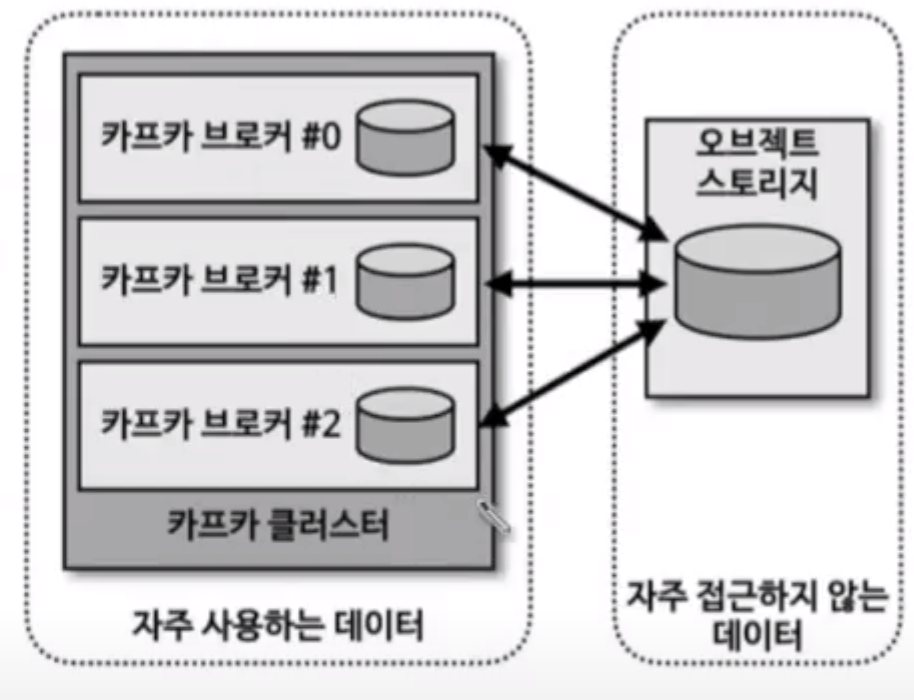 카프카 브로커 #0
카프카 브로커 #1
카프카 브로커 #2
카프카 클러스터
자주 사용하는 데이터
오브젝트
스토리지
자주 접근하지 않는
데이터